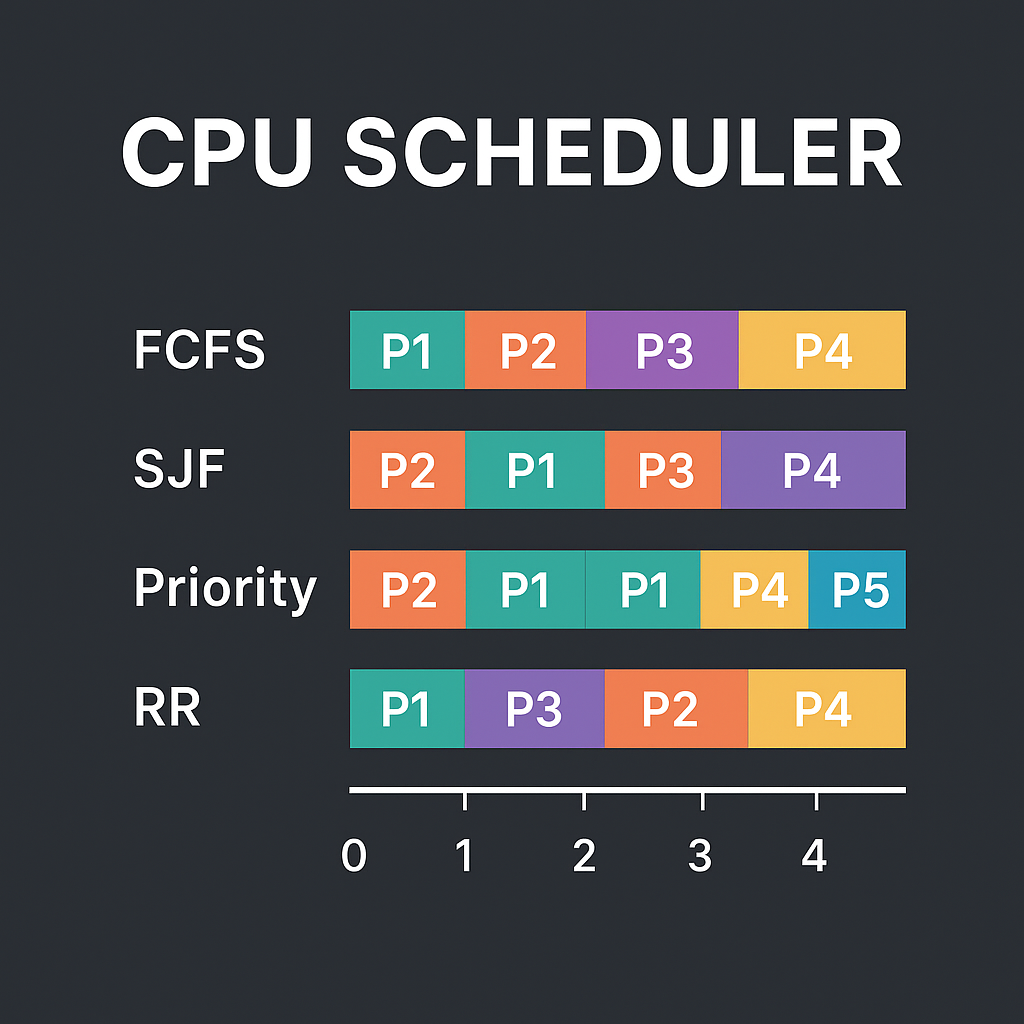 CPU SCHEDULER
FCFS P1 P2 P3 P4
SJF P2 P1 P3 P4
Priority P2 P1 P1 P4 P5
RR P1 P3 P2 P4
0 1 2 3 4